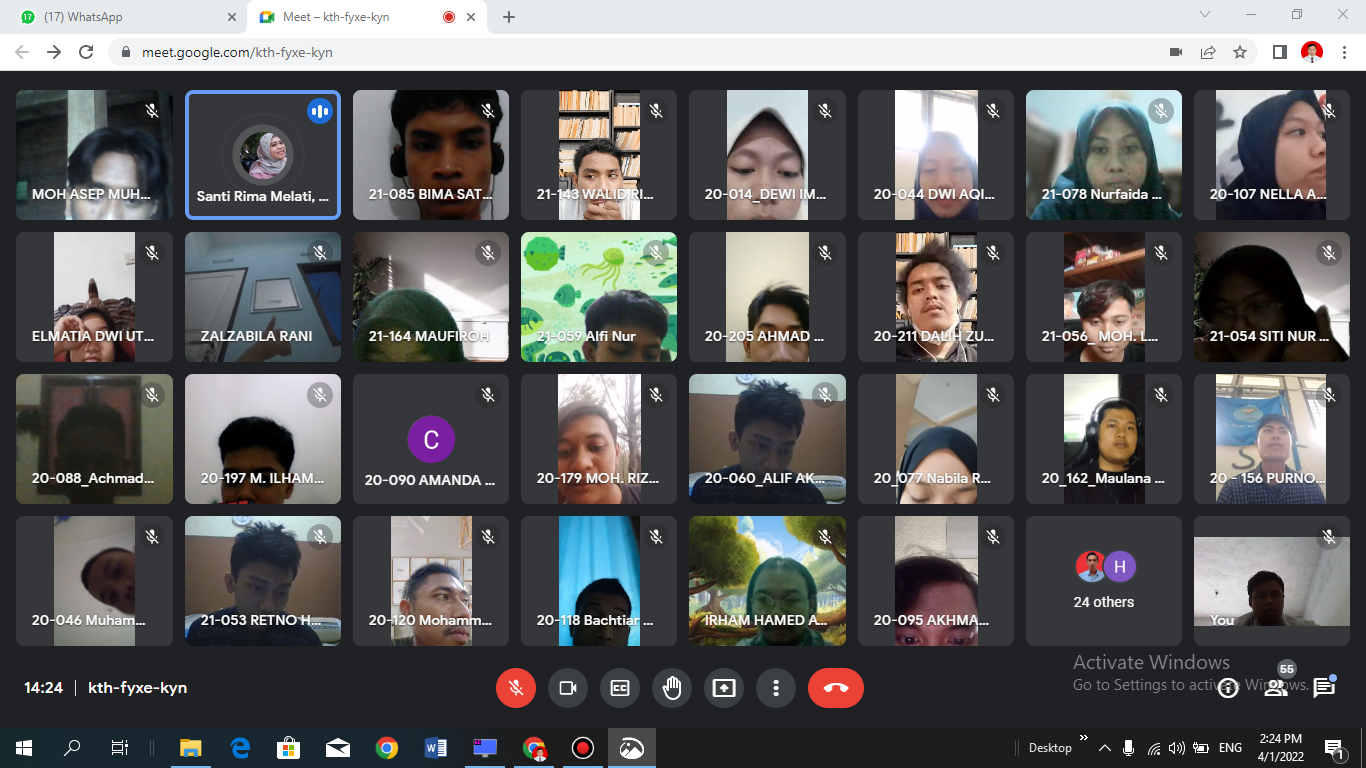 (17) WhatsApp
Meet – kth-fyxe-kyn
meet.google.com/kth-fyxe-kyn
MOH ASEP MUH...
Santi Rima Melati, ...
21-085 BIMA SAT...
21-143 WALID RI...
20-014_DEWI IM...
20-044 DWI AQI...
21-078 Nurfaida ...
20-107 NELLA A...
ELMATIA DWI UT...
ZALZABILA RANI
21-164 MAUFIROH
21-059 Alfi Nur
20-205 AHMAD ...
20-211 DALIH ZU...
21-056_ MOH. L...
21-054 SITI NUR ...
20-088_Achmad...
20-197 M. ILHAM...
C
20-090 AMANDA ...
20-179 MOH. RIZ...
20-060_ALIF AK...
20_077 Nabila R...
20_162_Maulana ...
20 - 156 PURNO...
20-046 Muham...
21-053 RETNO H...
20-120 Mohamm...
20-118 Bachtiar ...
IRHAM HAMED A...
20-095 AKHMA...
H
24 others
You
Activate Windows
Go to Settings to activate Windows.
14:24 | kth-fyxe-kyn
55
Desktop
ENG
2:24 PM
4/1/2022
1